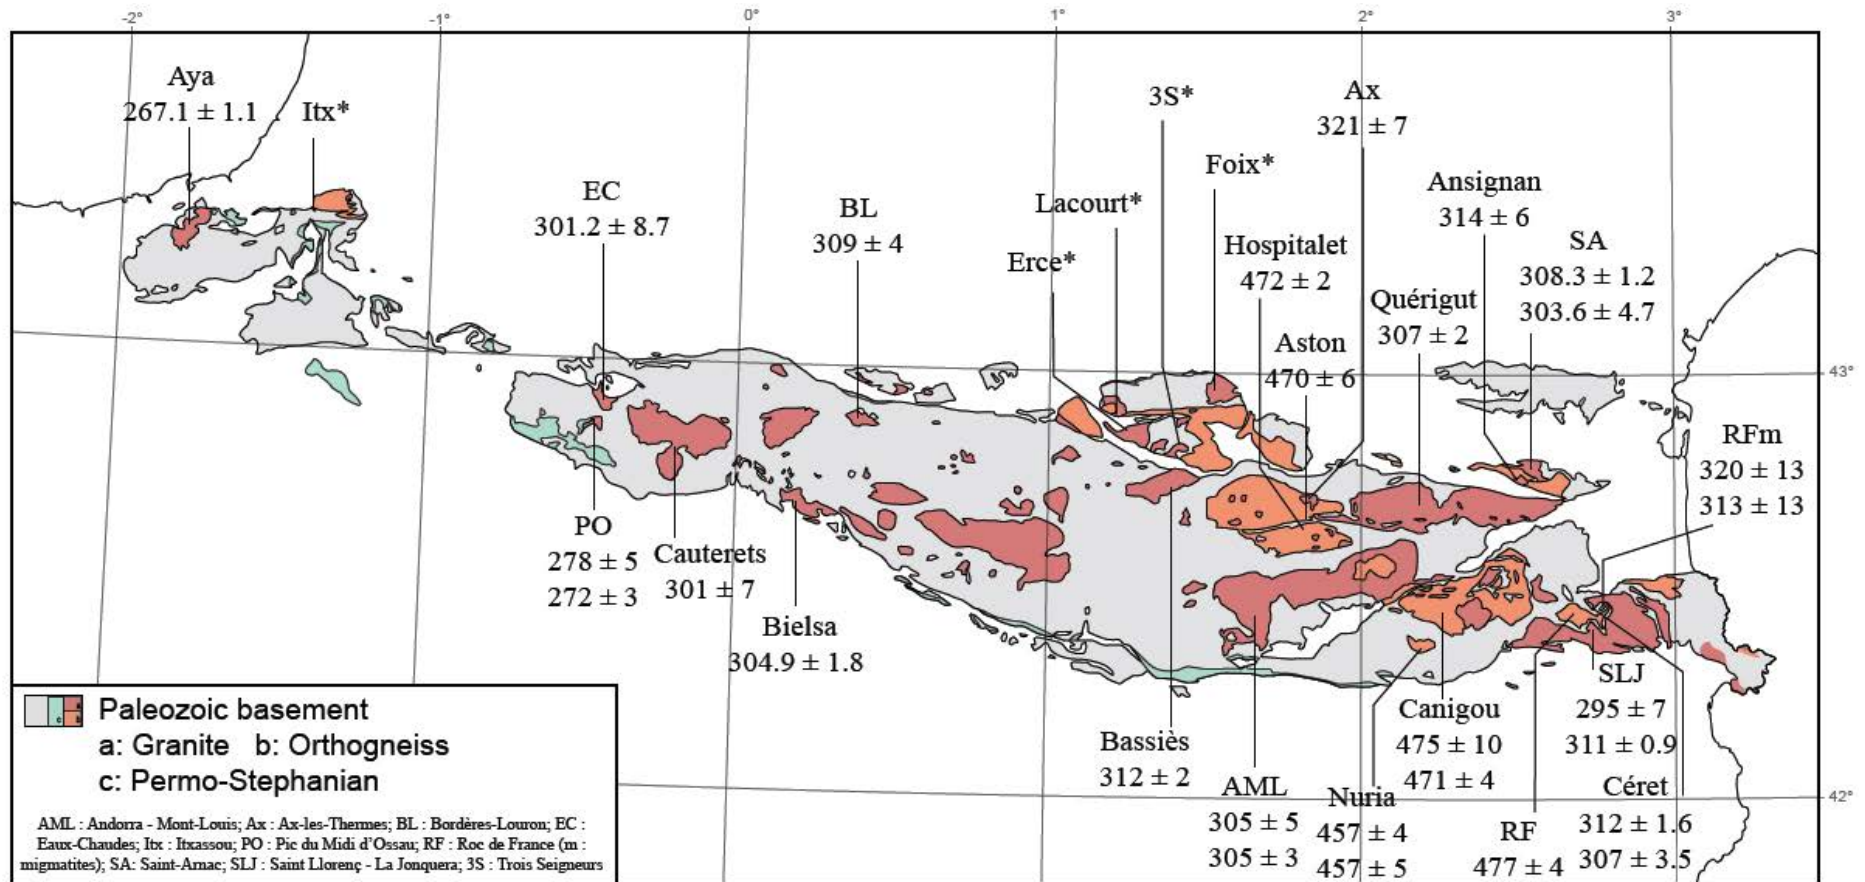 -2°
-1°
0°
1°
2°
3°
Aya
267.1 ± 1.1
Itx*
EC
301.2 ± 8.7
BL
309 ± 4
Erce*
Lacourt*
3S*
Foix*
Hospitalet
472 ± 2
Aston
470 ± 6
Ax
321 ± 7
Quérigut
307 ± 2
Ansignan
314 ± 6
SA
308.3 ± 1.2
303.6 ± 4.7
43°
RFm
320 ± 13
313 ± 13
PO
278 ± 5
272 ± 3
Cauterets
301 ± 7
Bielsa
304.9 ± 1.8
Bassiès
312 ± 2
AML
305 ± 5
305 ± 3
Nuria
457 ± 4
457 ± 5
Canigou
475 ± 10
471 ± 4
RF
477 ± 4
SLJ
295 ± 7
311 ± 0.9
Céret
312 ± 1.6
307 ± 3.5
42°
Paleozoic basement
a: Granite b: Orthogneiss
c: Permo-Stephanian
AML : Andorra - Mont-Louis; Ax : Ax-les-Thermes; BL : Bordères-Louron; EC :
Eaux-Chaudes; Itx : Itxassou; PO : Pic du Midi d'Ossau; RF : Roc de France (m :
migmatites); SA: Saint-Arnac; SLJ : Saint Llorenç - La Jonquera; 3S : Trois Seigneurs